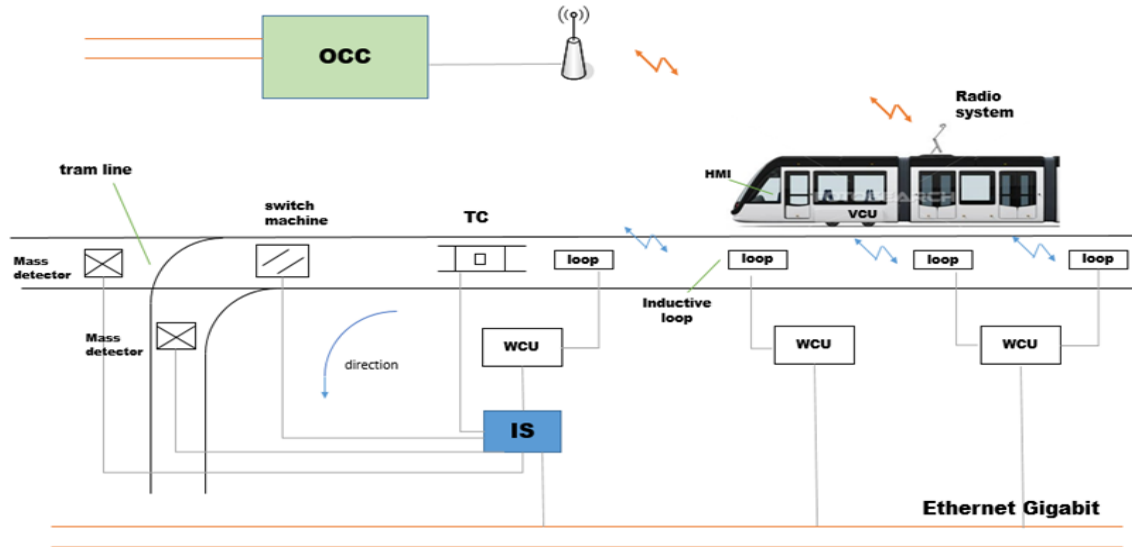 OCC
Radio
system
HMI
VCU
tram line
switch
machine
TC
Mass
detector
loop
loop
loop
loop
Inductive
loop
Mass
detector
WCU
WCU
WCU
direction
IS
Ethernet Gigabit